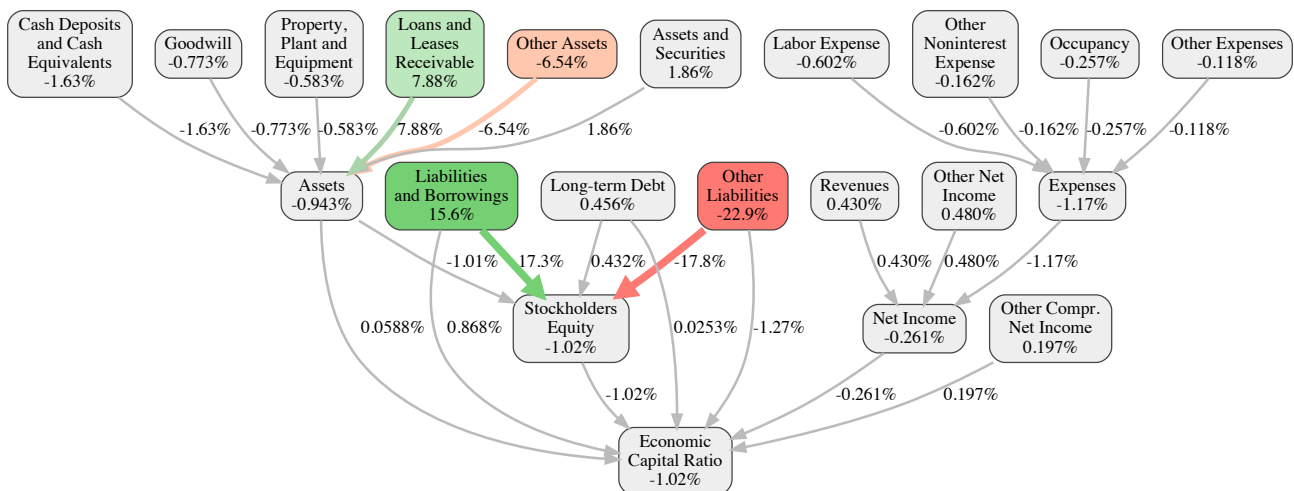 Cash Deposits
and Cash
Equivalents
-1.63%
Goodwill
-0.773%
Property,
Plant and
Equipment
-0.583%
Loans and
Leases
Receivable
7.88%
Other Assets
-6.54%
Assets and
Securities
1.86%
Labor Expense
-0.602%
Other
Noninterest
Expense
-0.162%
Occupancy
-0.257%
Other Expenses
-0.118%
-1.63%
-0.773%
-0.583%
7.88%
-6.54%
1.86%
-0.602%
-0.162%
-0.257%
-0.118%
Assets
-0.943%
Liabilities
and Borrowings
15.6%
Long-term Debt
0.456%
Other
Liabilities
-22.9%
Revenues
0.430%
Other Net
Income
0.480%
Expenses
-1.17%
-1.01%
17.3%
0.432%
-17.8%
0.430%
0.480%
-1.17%
0.0588%
0.868%
Stockholders
Equity
-1.02%
0.0253%
-1.27%
Net Income
-0.261%
Other Compr.
Net Income
0.197%
-1.02%
-0.261%
0.197%
Economic
Capital Ratio
-1.02%